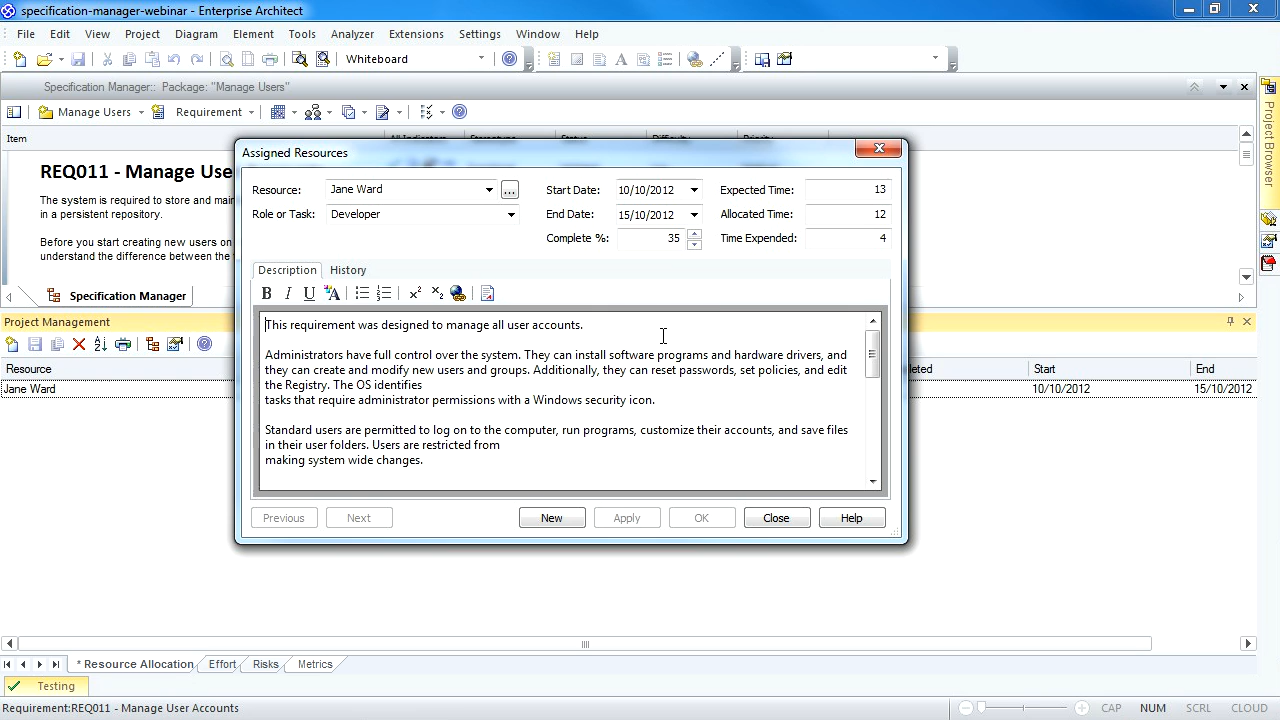 specification-manager-webinar - Enterprise Architect
File Edit View Project Diagram Element Tools Analyzer Extensions Settings Window Help
Whiteboard
Specification Manager:: Package: "Manage Users"
Manage Users Requirement
Item All Indicators Stereotype Status Difficulty Priority
Project Browser
REQ011 - Manage Use
The system is required to store and mai
in a persistent repository.
Before you start creating new users on
understand the difference between the
Specification Manager
Assigned Resources
Resource: Jane Ward ... Start Date: 10/10/2012 Expected Time: 13
Role or Task: Developer End Date: 15/10/2012 Allocated Time: 12
Complete %: 35 Time Expended: 4
Description History
B I U A x² x₂
This requirement was designed to manage all user accounts.
Administrators have full control over the system. They can install software programs and hardware drivers, and
they can create and modify new users and groups. Additionally, they can reset passwords, set policies, and edit
the Registry. The OS identifies
tasks that require administrator permissions with a Windows security icon.
Standard users are permitted to log on to the computer, run programs, customize their accounts, and save files
in their user folders. Users are restricted from
making system wide changes.
Previous Next New Apply OK Close Help
Project Management
Resource leted Start End
Jane Ward 10/10/2012 15/10/2012
* Resource Allocation Effort Risks Metrics
Testing
Requirement:REQ011 - Manage User Accounts CAP NUM SCRL CLOUD